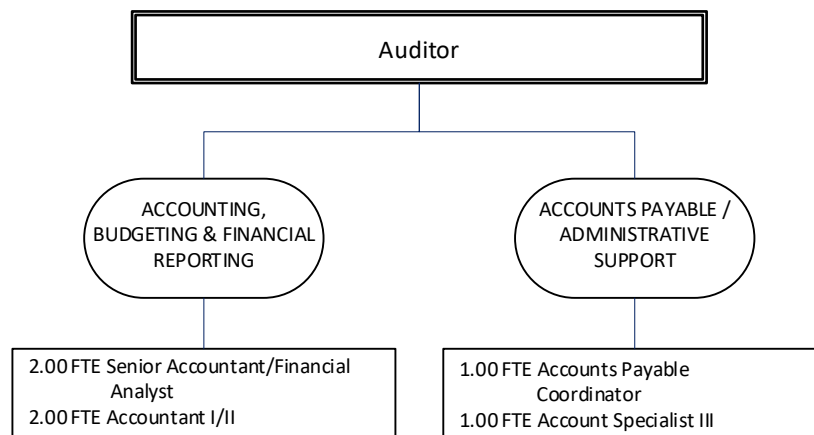 Auditor
ACCOUNTING,
BUDGETING & FINANCIAL
REPORTING
ACCOUNTS PAYABLE /
ADMINISTRATIVE
SUPPORT
2.00 FTE Senior Accountant/Financial
Analyst
2.00 FTE Accountant I/II
1.00 FTE Accounts Payable
Coordinator
1.00 FTE Account Specialist III